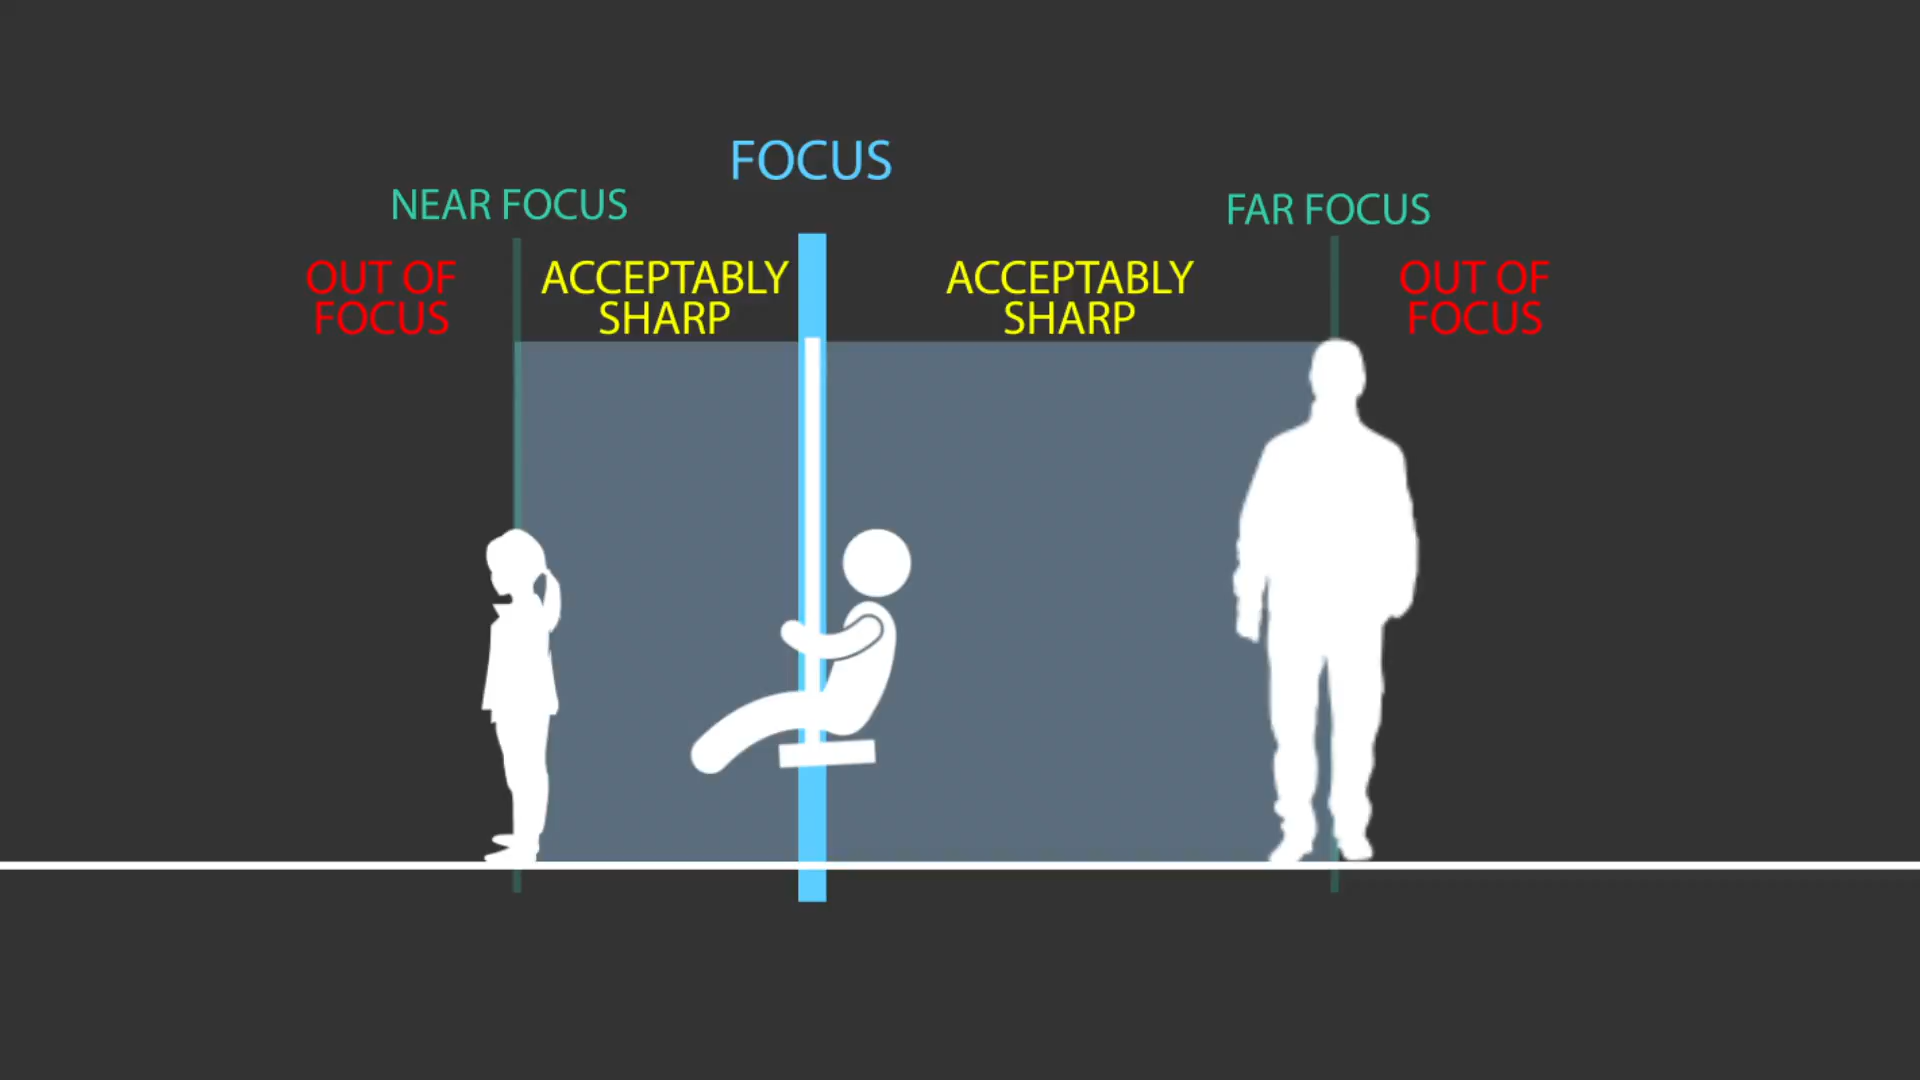 FOCUS
NEAR FOCUS
FAR FOCUS
OUT OF
FOCUS
ACCEPTABLY
SHARP
ACCEPTABLY
SHARP
OUT OF
FOCUS